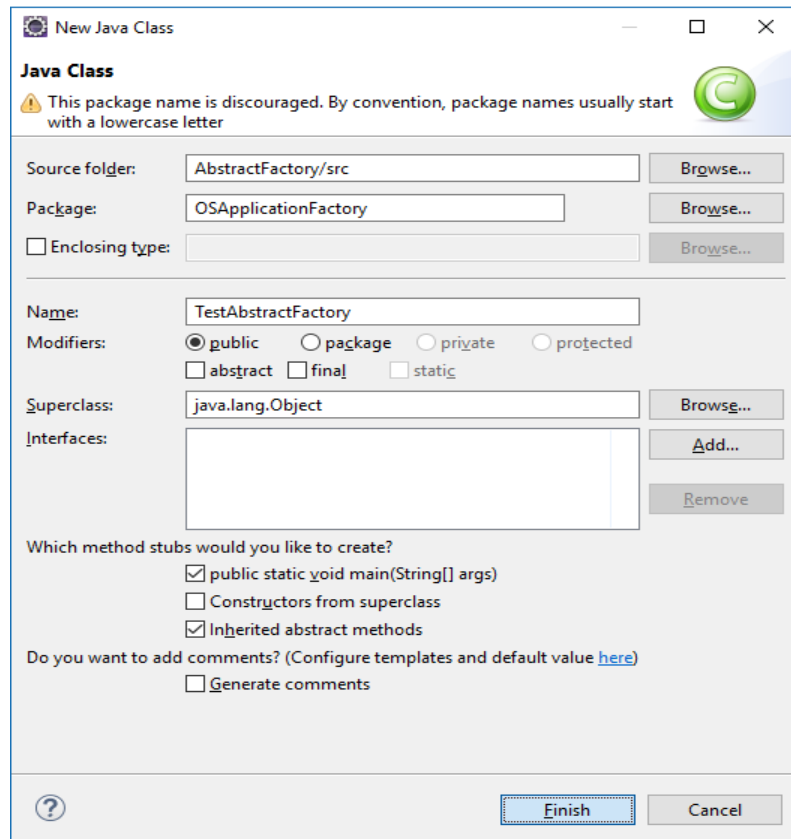 New Java Class
Java Class
This package name is discouraged. By convention, package names usually start
with a lowercase letter
C
Source folder: AbstractFactory/src Browse...
Package: OSApplicationFactory Browse...
Enclosing type: Browse...
Name: TestAbstractFactory
Modifiers: public package private protected
abstract final static
Superclass: java.lang.Object Browse...
Interfaces: Add...
Remove
Which method stubs would you like to create?
public static void main(String[] args)
Constructors from superclass
Inherited abstract methods
Do you want to add comments? (Configure templates and default value here)
Generate comments
? Finish Cancel